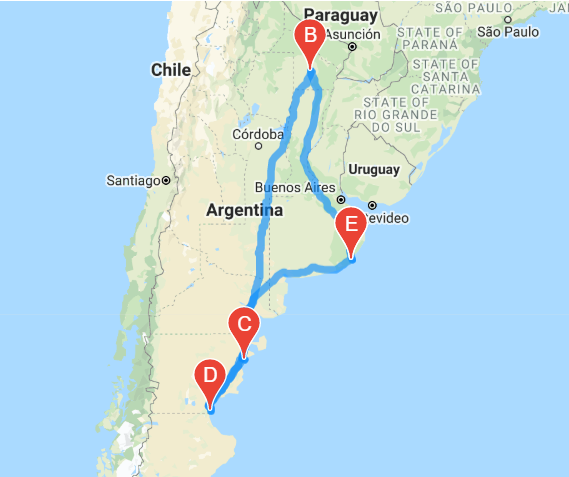 Paraguay
SÃO PAULO
São Paulo
B
Asunción
STATE OF
PARANÁ
Chile
STATE OF
SANTA
CATARINA
STATE OF
RIO GRANDE
DO SUL
Córdoba
Uruguay
Santiago
Buenos Aires
Argentina
tevideo
E
C
D